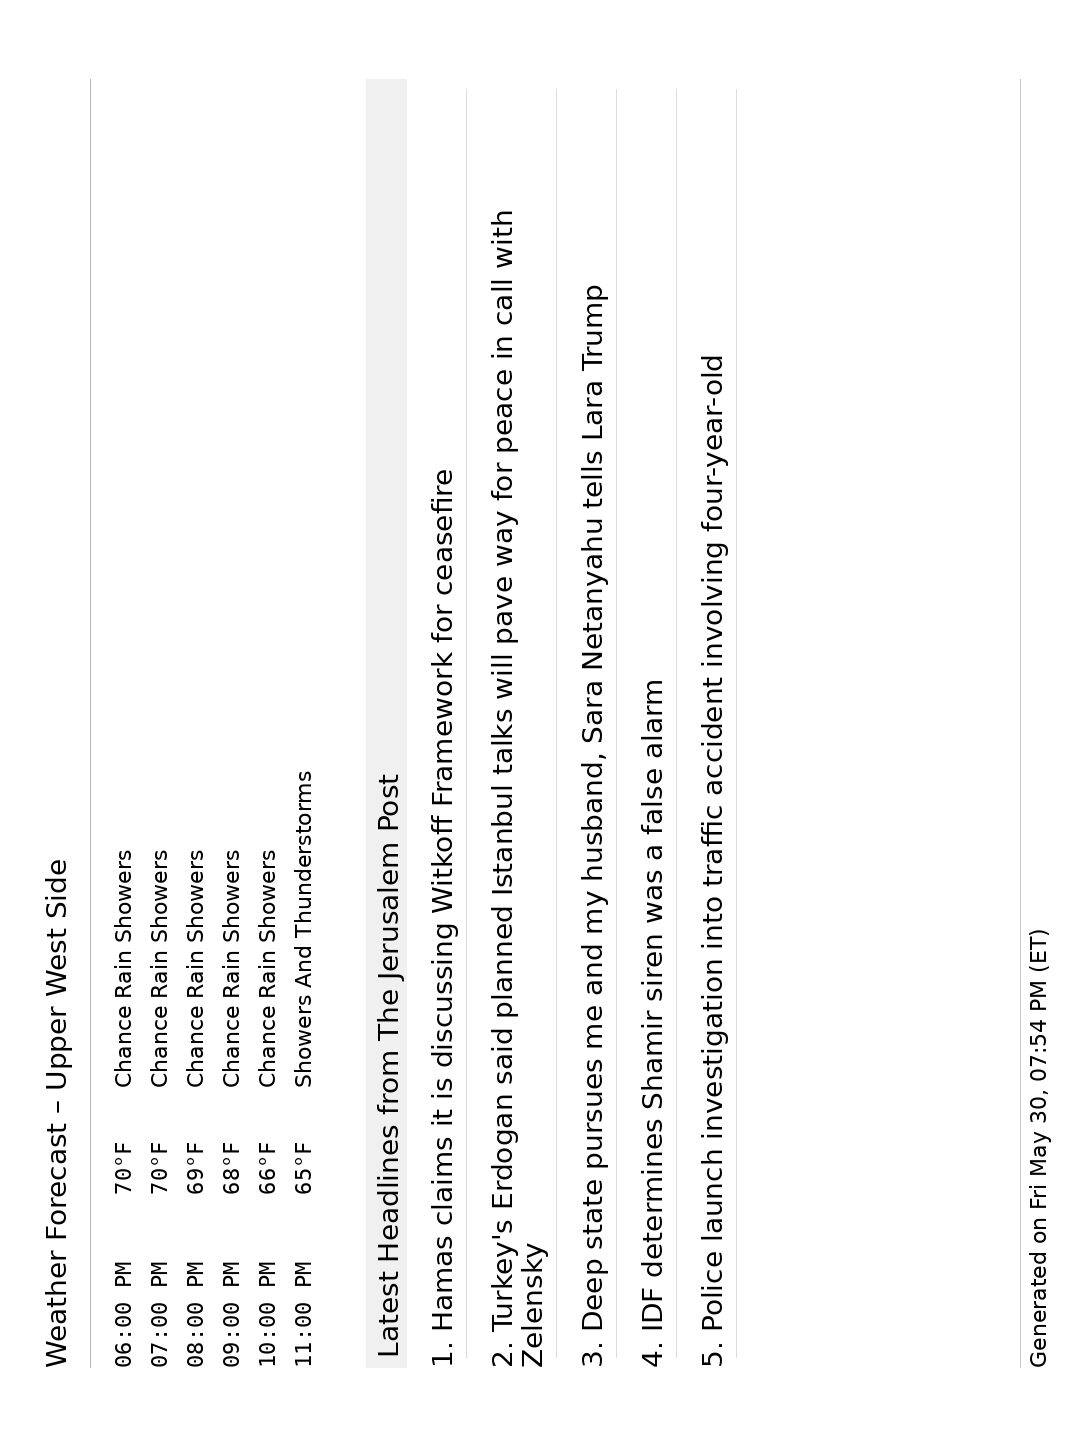 Weather Forecast – Upper West Side
06:00 PM 70°F Chance Rain Showers
07:00 PM 70°F Chance Rain Showers
08:00 PM 69°F Chance Rain Showers
09:00 PM 68°F Chance Rain Showers
10:00 PM 66°F Chance Rain Showers
11:00 PM 65°F Showers And Thunderstorms
Latest Headlines from The Jerusalem Post
1. Hamas claims it is discussing Witkoff Framework for ceasefire
2. Turkey's Erdogan said planned Istanbul talks will pave way for peace in call with
Zelensky
3. Deep state pursues me and my husband, Sara Netanyahu tells Lara Trump
4. IDF determines Shamir siren was a false alarm
5. Police launch investigation into traffic accident involving four-year-old
Generated on Fri May 30, 07:54 PM (ET)